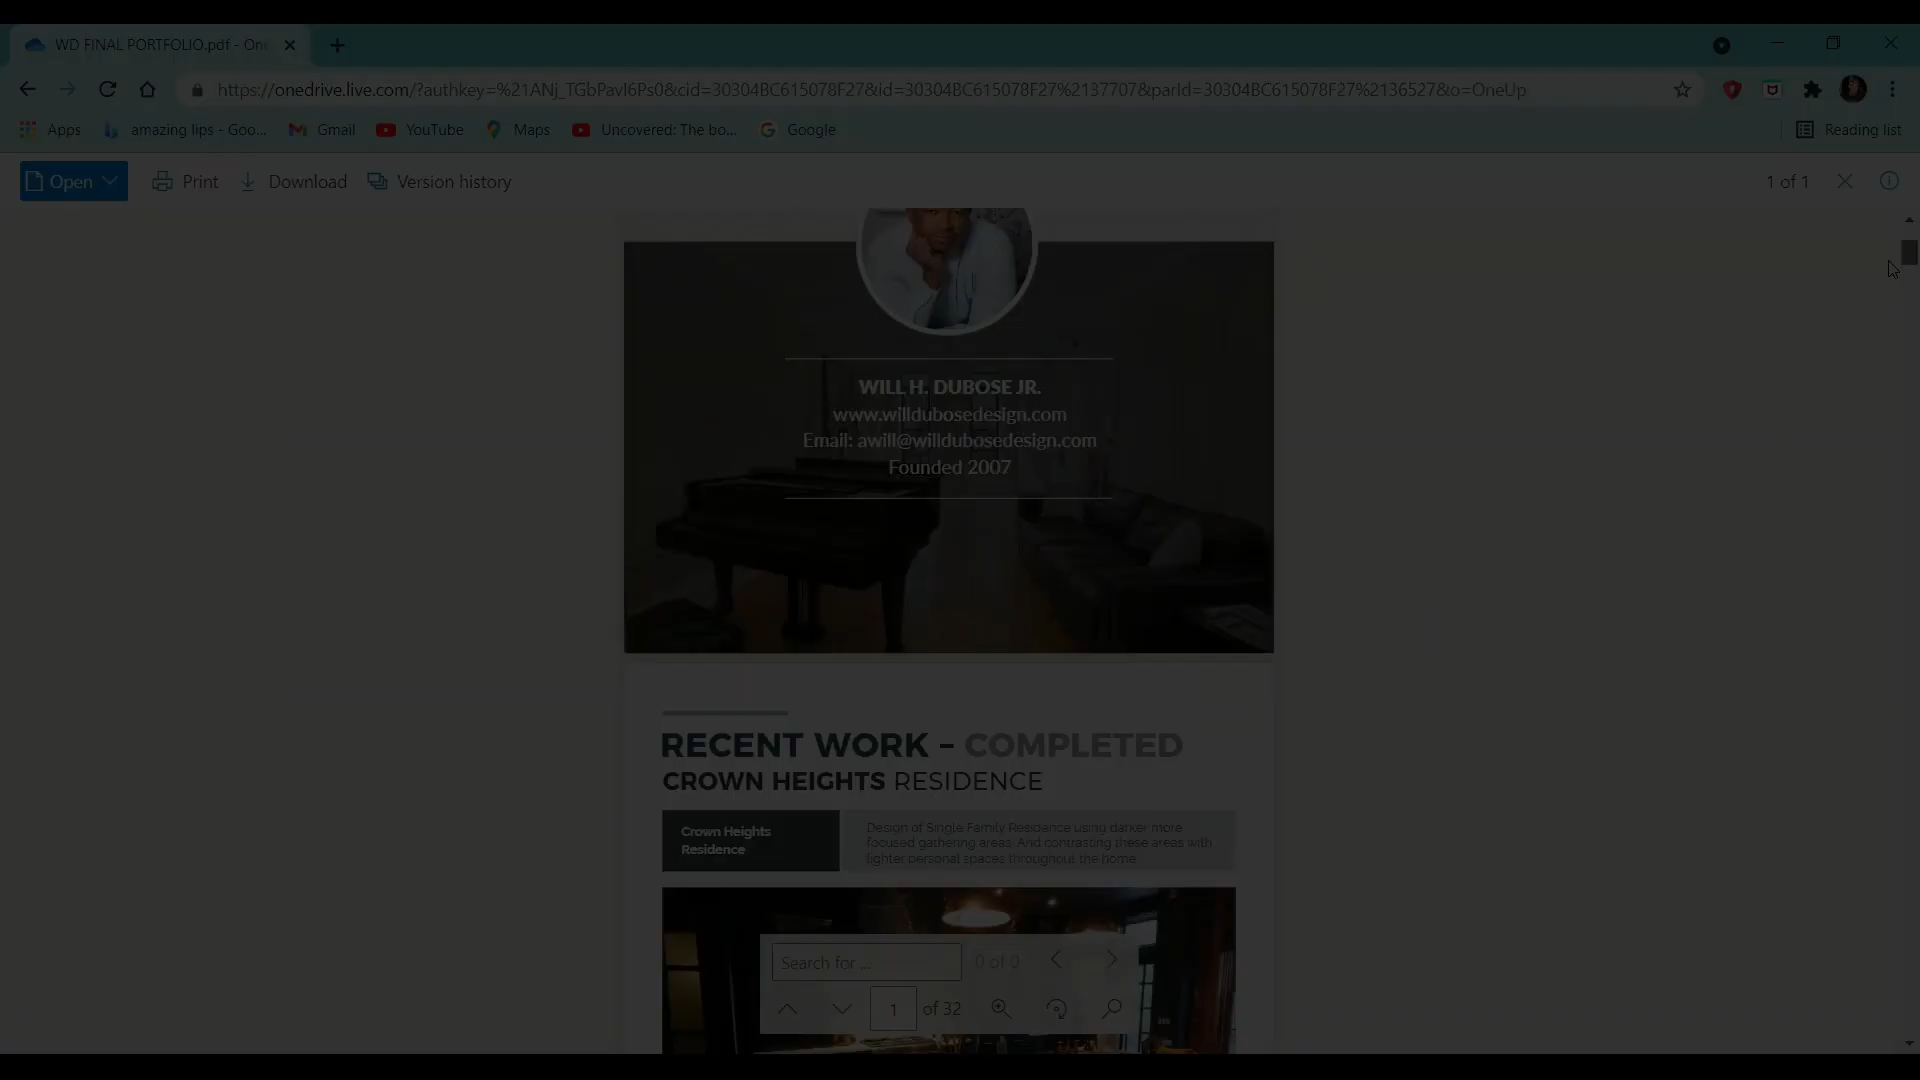 WD FINAL PORTFOLIO.pdf - One
https://onedrive.live.com/?authkey=%21ANj_TGbPavI6Ps0&cid=30304BC615078F27&id=30304BC615078F27%2137707&parId=30304BC615078F27%2136527&o=OneUp
Apps amazing lips - Goo... Gmail YouTube Maps Uncovered: The bo... Google Reading list
Open Print Download Version history 1 of 1
WILL H. DUBOSE JR.
www.willdubosedesign.com
Email: awill@willdubosedesign.com
Founded 2007
RECENT WORK – COMPLETED
CROWN HEIGHTS RESIDENCE
Crown Heights
Residence
Design of Single Family Residence using darker more
focused gathering areas. And contrasting these areas with
lighter personal spaces throughout the home.
Search for ... 0 of 0
1 of 32